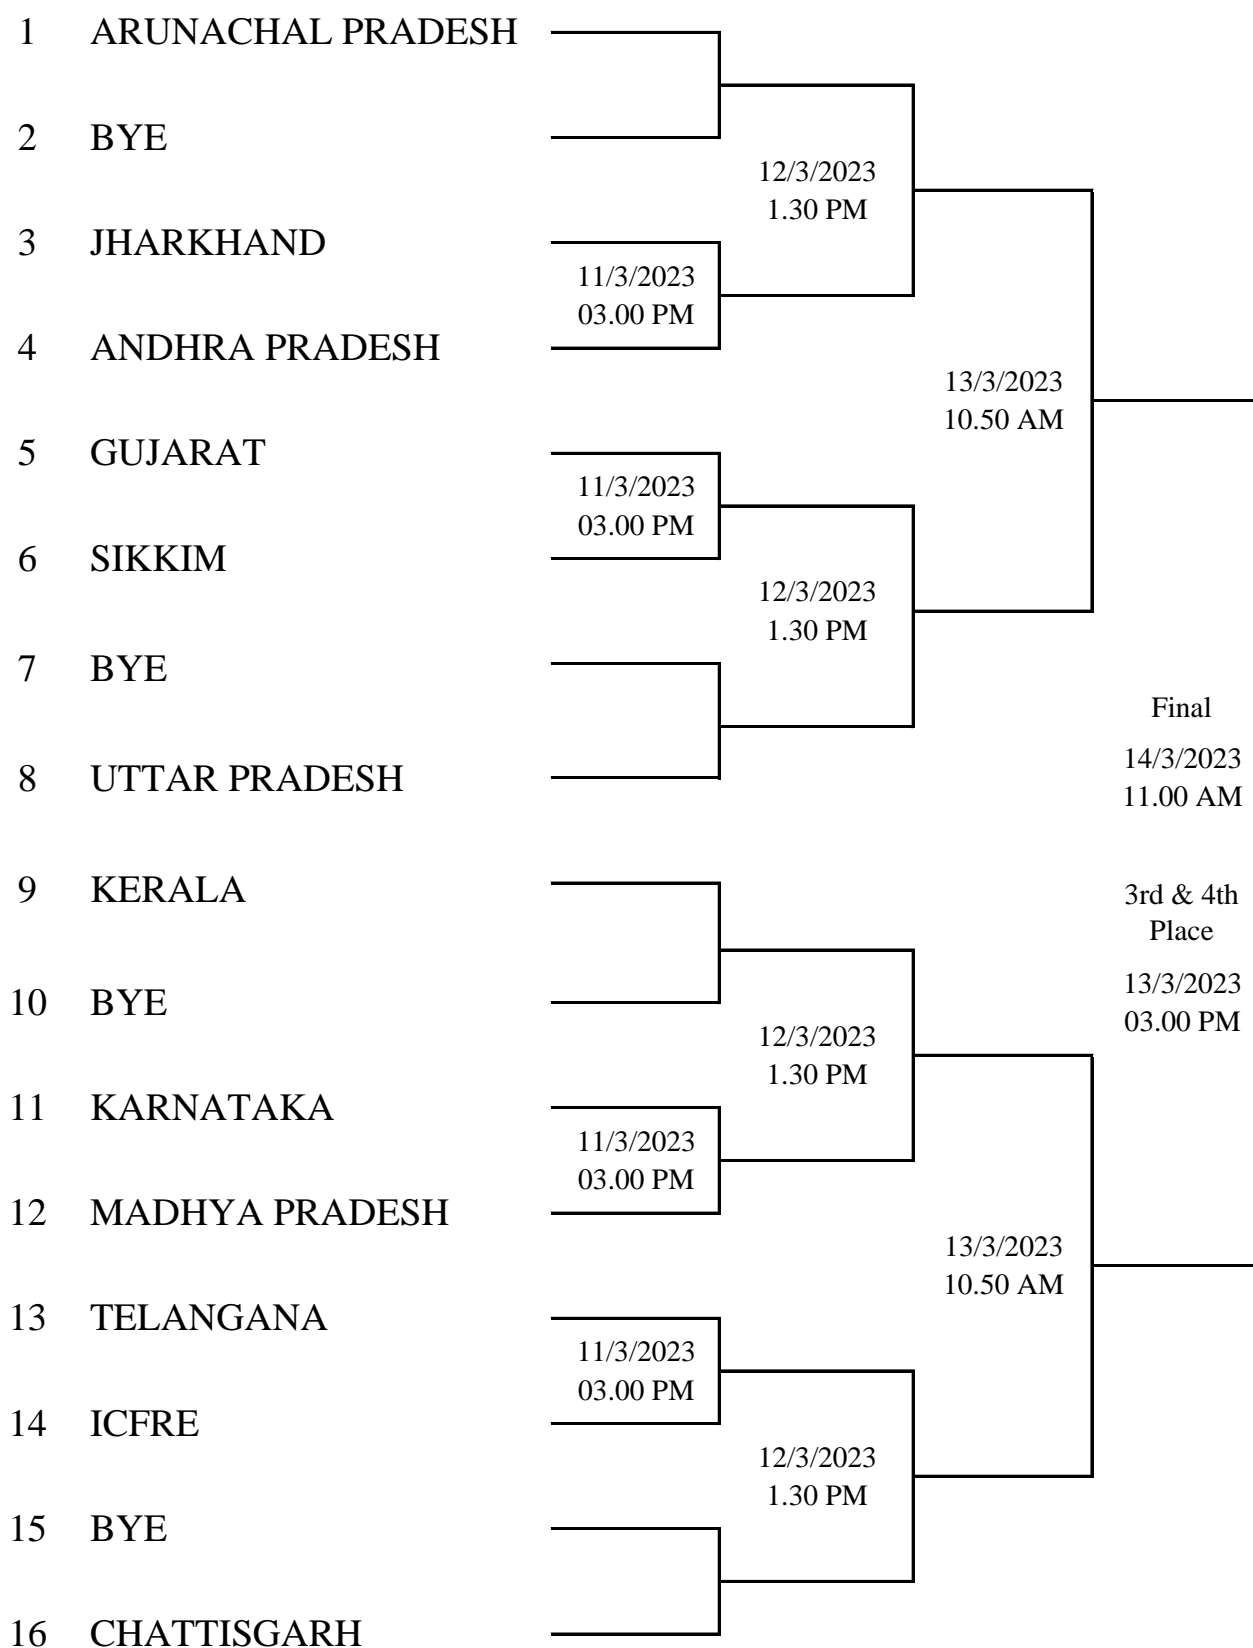 1 ARUNACHAL PRADESH
2 BYE
12/3/2023
1.30 PM
3 JHARKHAND
11/3/2023
03.00 PM
4 ANDHRA PRADESH
13/3/2023
10.50 AM
5 GUJARAT
11/3/2023
03.00 PM
6 SIKKIM
12/3/2023
1.30 PM
7 BYE
Final
14/3/2023
11.00 AM
8 UTTAR PRADESH
9 KERALA
3rd & 4th
Place
13/3/2023
03.00 PM
10 BYE
12/3/2023
1.30 PM
11 KARNATAKA
11/3/2023
03.00 PM
12 MADHYA PRADESH
13/3/2023
10.50 AM
13 TELANGANA
11/3/2023
03.00 PM
14 ICFRE
12/3/2023
1.30 PM
15 BYE
16 CHATTISGARH